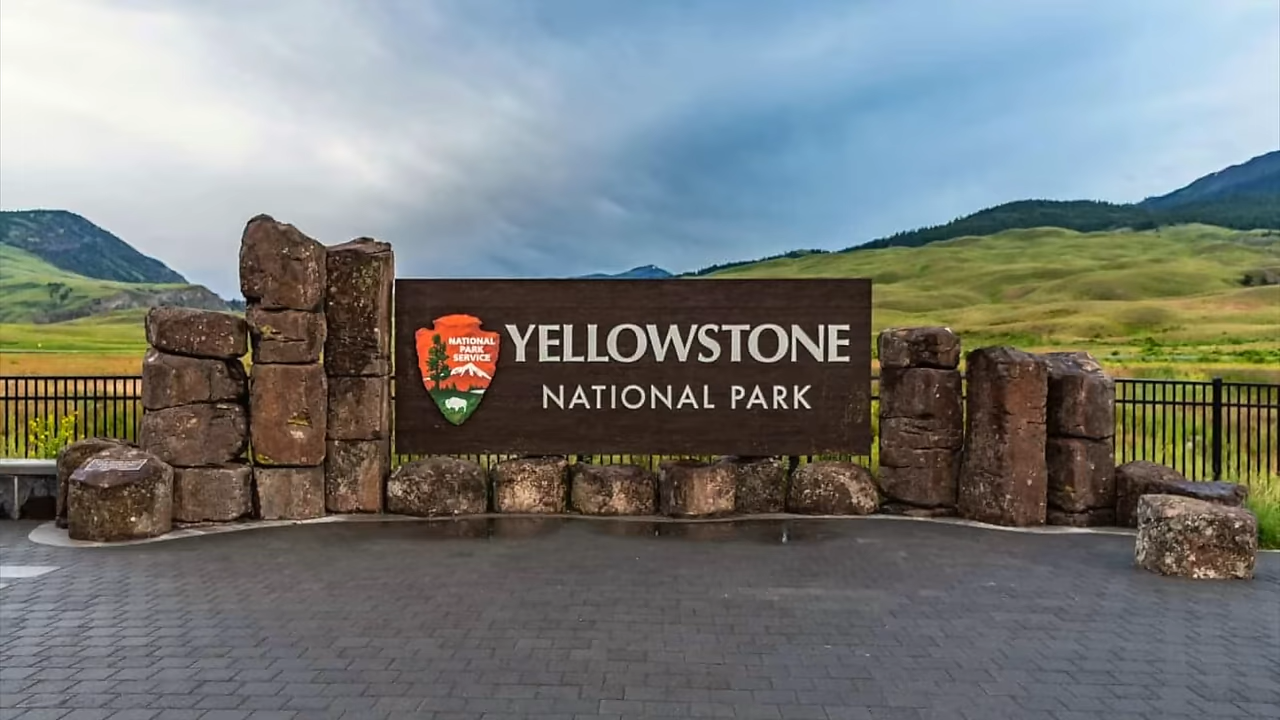 NATIONAL
PARK
SERVICE
YELLOWSTONE
NATIONAL PARK